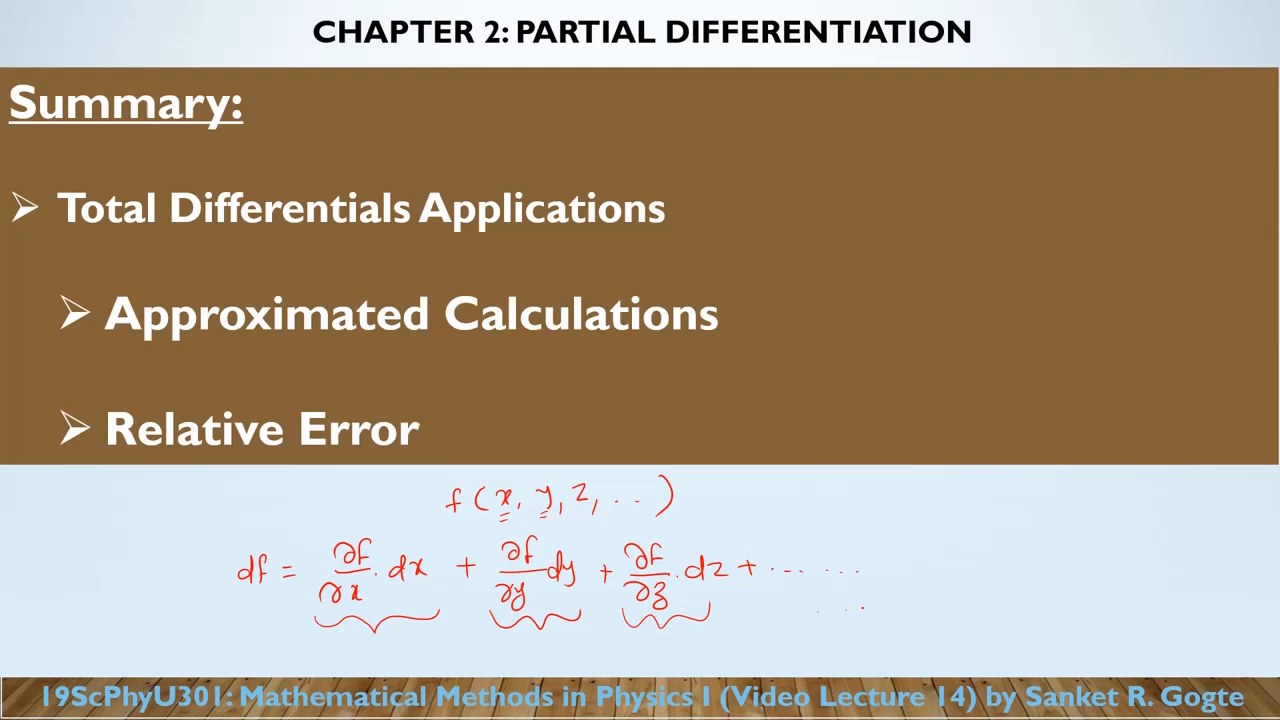 CHAPTER 2: PARTIAL DIFFERENTIATION
Summary:
➢ Total Differentials Applications
➢ Approximated Calculations
➢ Relative Error
f(x, y, z, ..)
df = ∂f/∂x . dx + ∂f/∂y dy + ∂f/∂z . dz + ......
...
19ScPhyU301: Mathematical Methods in Physics I (Video Lecture 14) by Sanket R. Gogte